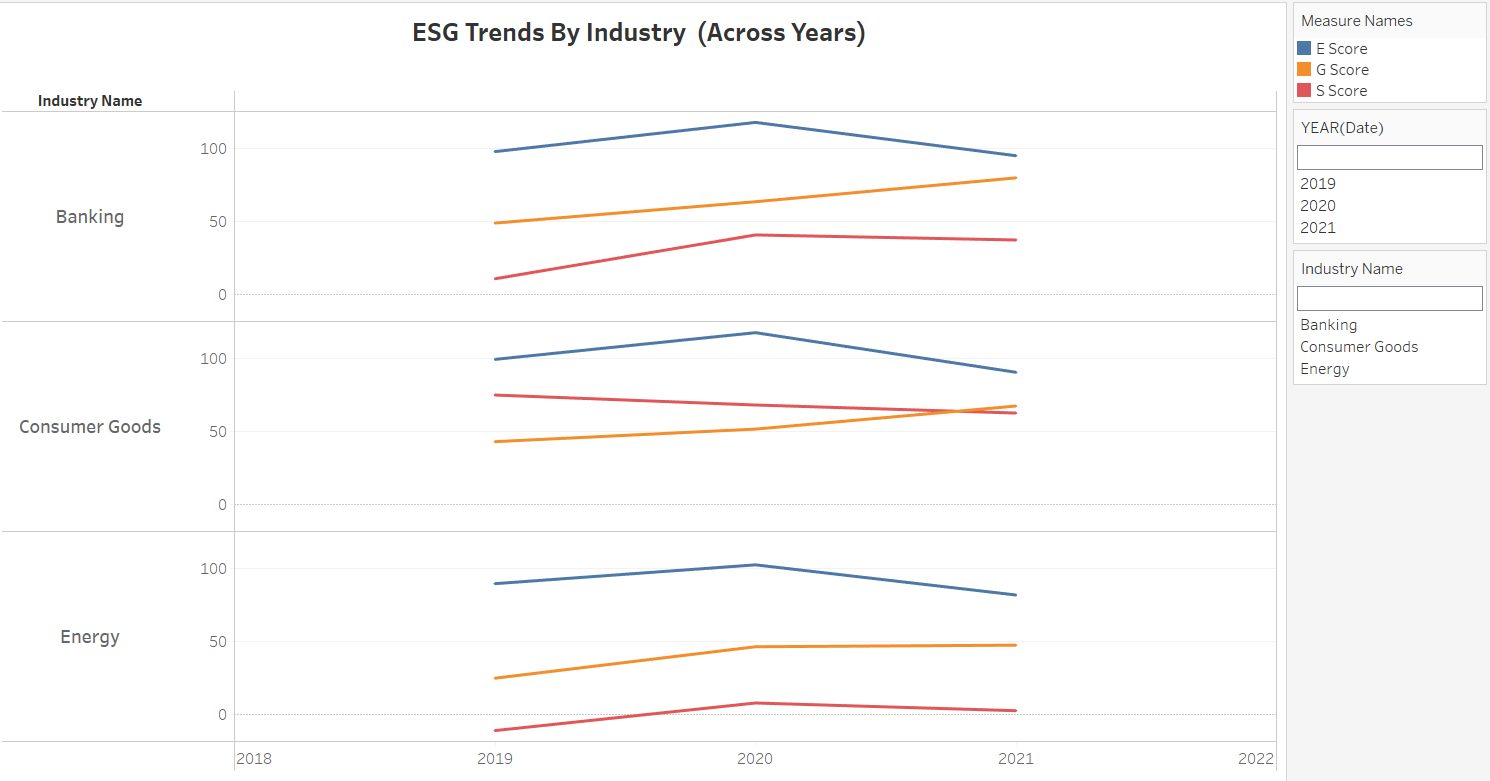 ESG Trends By Industry (Across Years)
Industry Name
Banking
100
50
0
Consumer Goods
100
50
0
Energy
100
50
0
2018 2019 2020 2021 2022
Measure Names
E Score
G Score
S Score
YEAR(Date)
2019
2020
2021
Industry Name
Banking
Consumer Goods
Energy